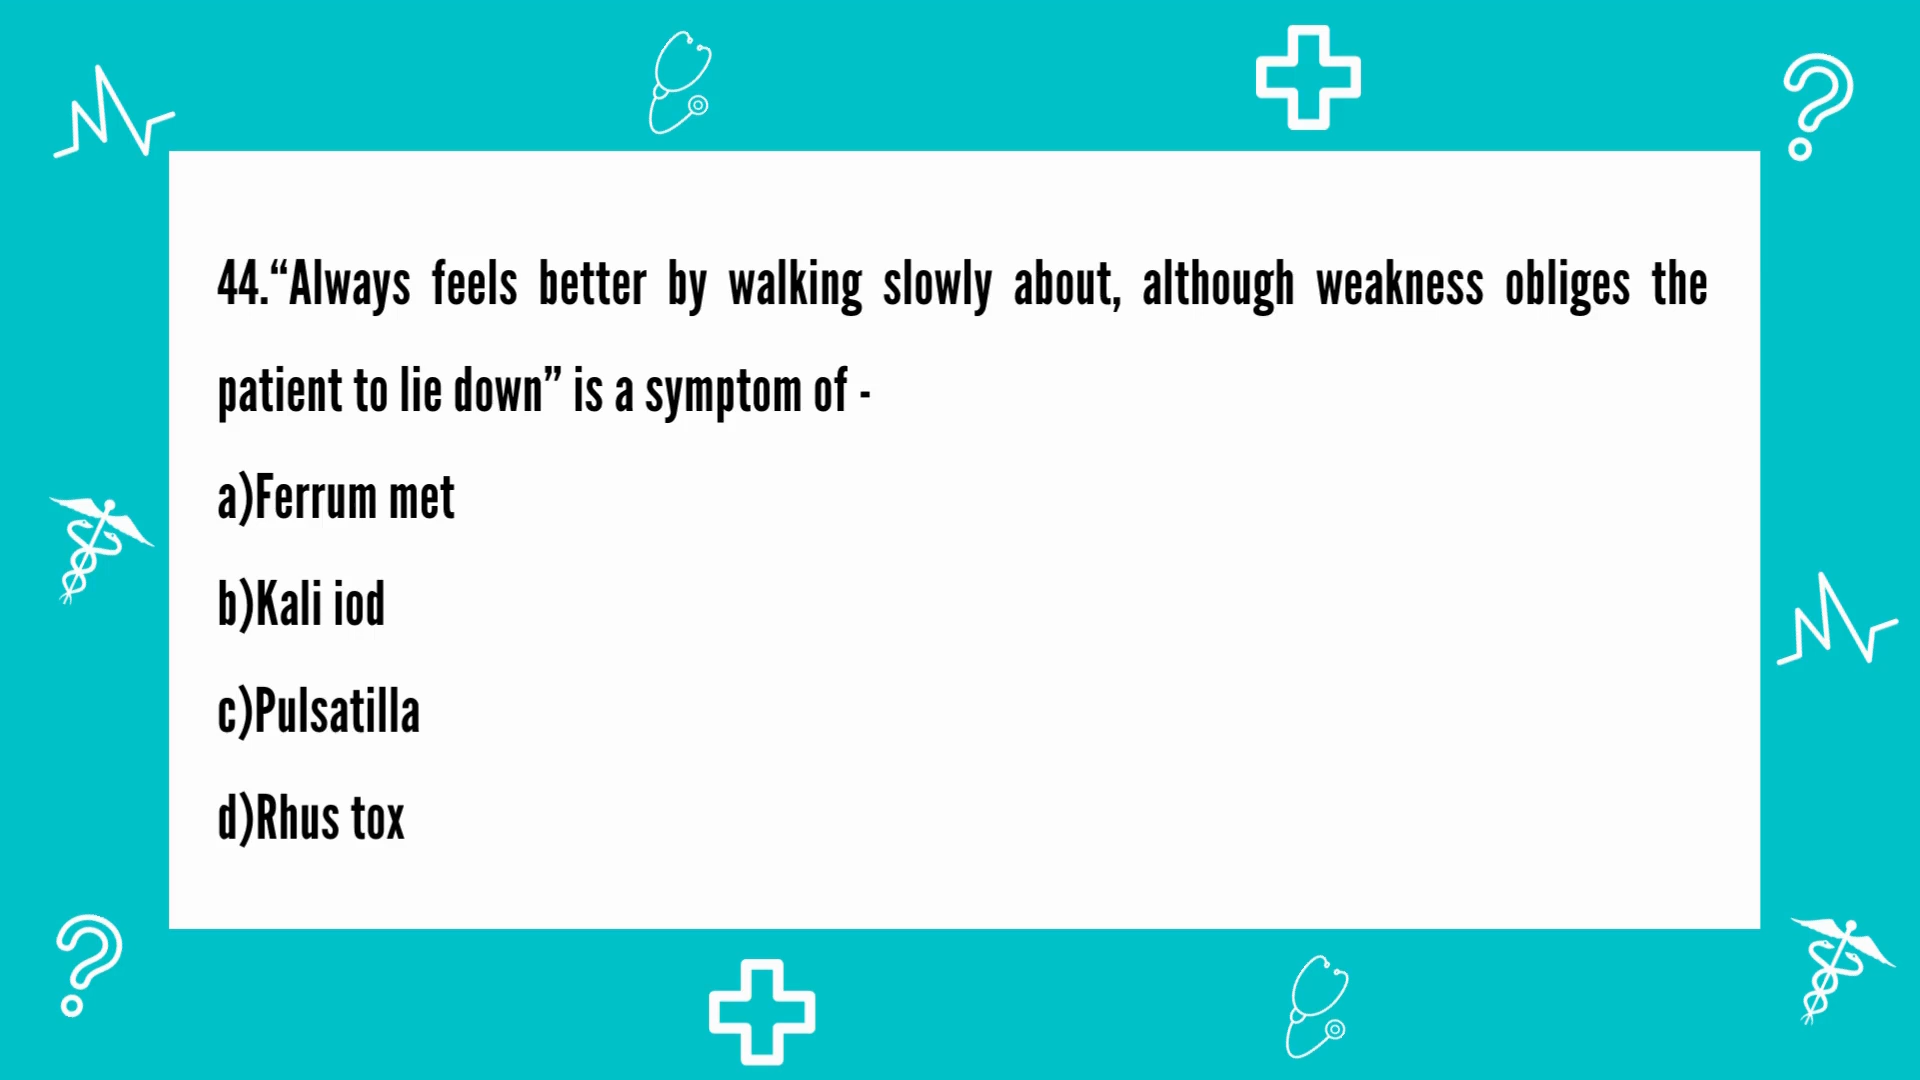 44.“Always feels better by walking slowly about, although weakness obliges the
patient to lie down” is a symptom of -
a)Ferrum met
b)Kali iod
c)Pulsatilla
d)Rhus tox